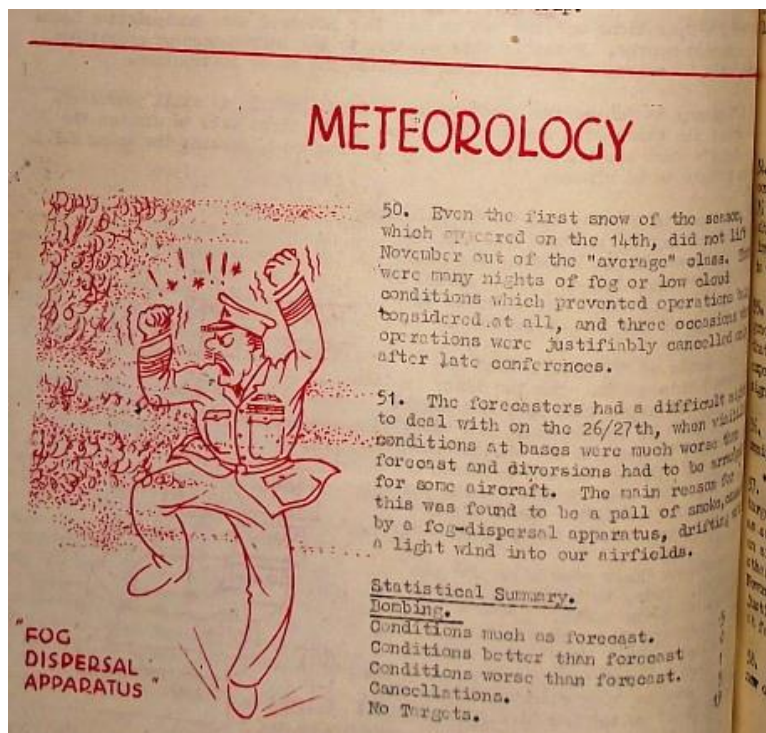 METEOROLOGY
50. Even the first snow of the season,
which appeared on the 14th, did not lift
November out of the "average" class.
were many nights of fog or low cloud
conditions which prevented operations
considered at all, and three occasions
operations were justifiably cancelled
after late conferences.
51. The forecasters had a difficult
to deal with on the 26/27th, when
conditions at bases were much worse than
forecast and diversions had to be
for some aircraft. The main reason for
this was found to be a pall of smoke,
by a fog-dispersal apparatus, drifting
a light wind into our airfields.
Statistical Summary.
Bombing.
Conditions much as forecast.
Conditions better than forecast
Conditions worse than forecast.
Cancellations.
No Targets.
! * ! ! ! *
"FOG
DISPERSAL
APPARATUS"